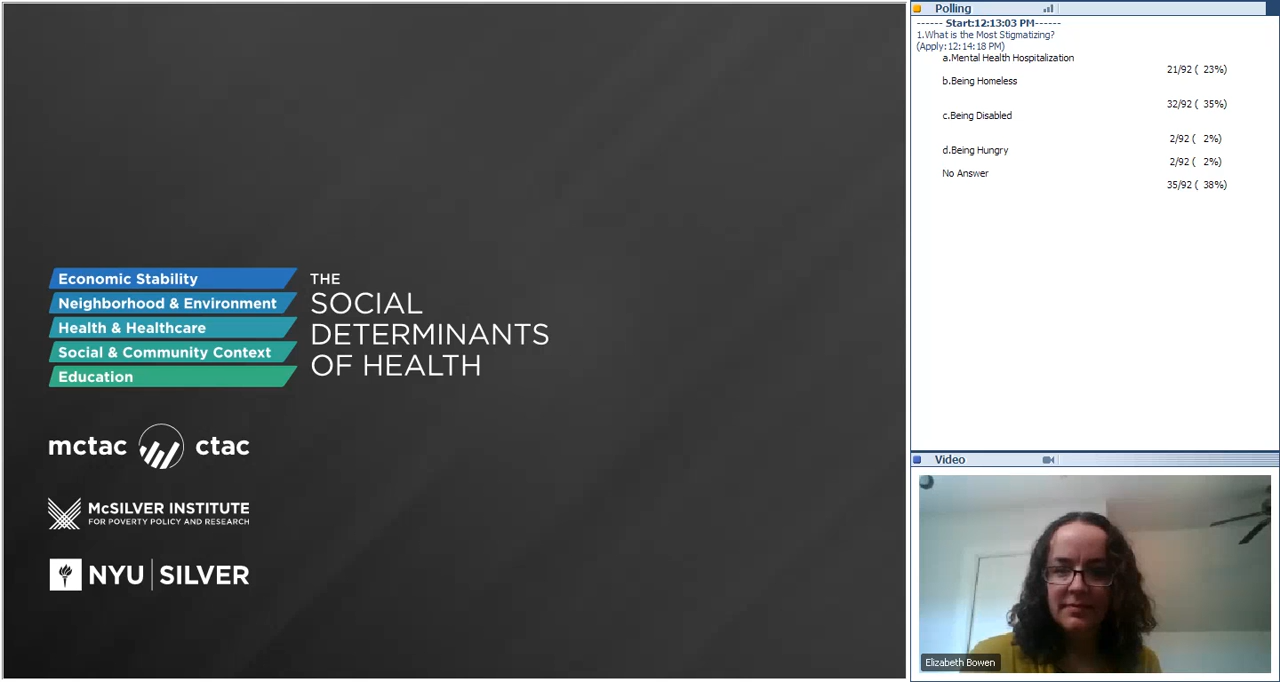 Economic Stability
Neighborhood & Environment
Health & Healthcare
Social & Community Context
Education
THE
SOCIAL
DETERMINANTS
OF HEALTH
mctac ctac
McSILVER INSTITUTE
FOR POVERTY POLICY AND RESEARCH
NYU SILVER
Polling
------ Start:12:13:03 PM------
1.What is the Most Stigmatizing?
(Apply:12:14:18 PM)
a.Mental Health Hospitalization
21/92 ( 23%)
b.Being Homeless
32/92 ( 35%)
c.Being Disabled
2/92 ( 2%)
d.Being Hungry
2/92 ( 2%)
No Answer
35/92 ( 38%)
Video
Elizabeth Bowen